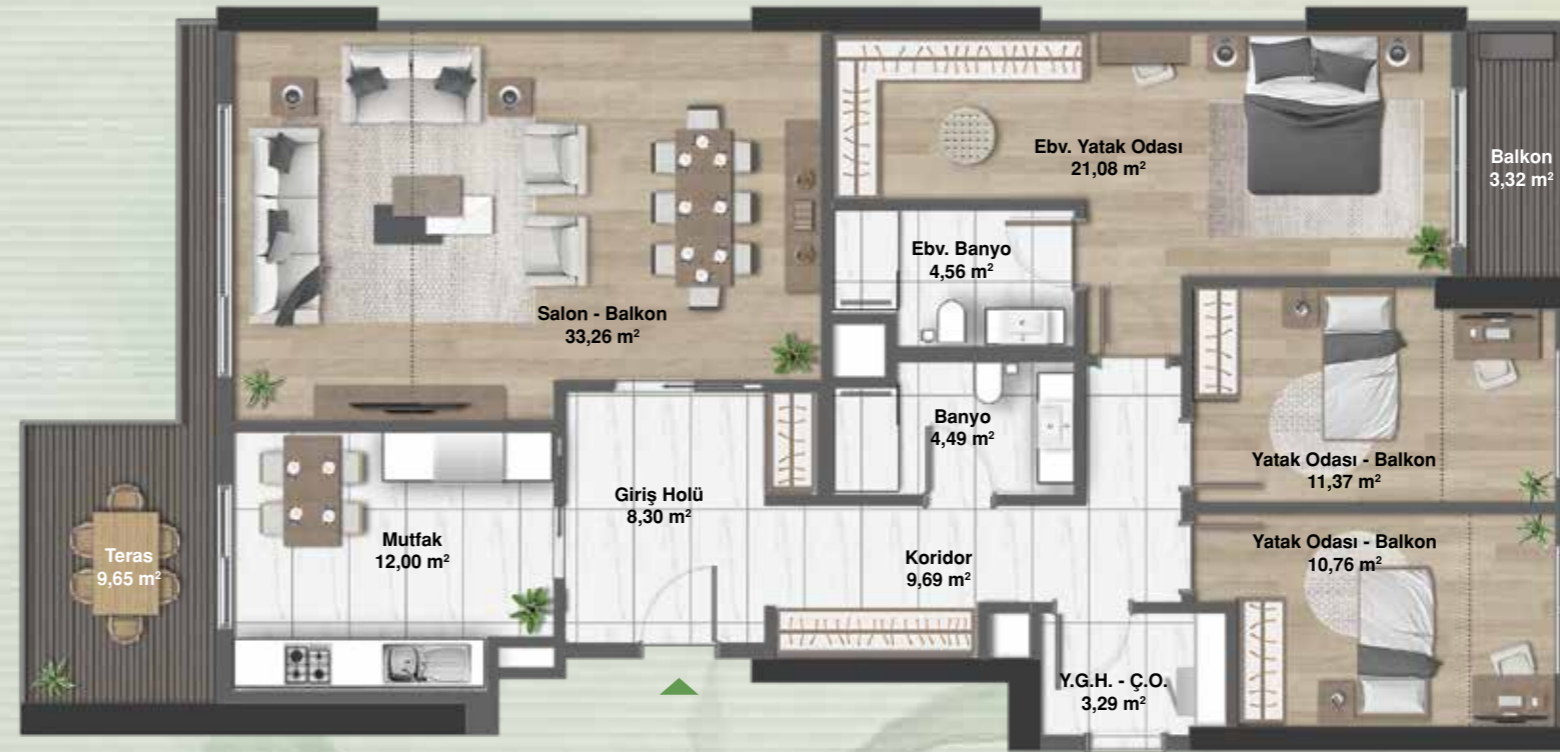 Ebv. Yatak Odası
21,08 m²
Balkon
3,32 m²
Ebv. Banyo
4,56 m²
Salon - Balkon
33,26 m²
Banyo
4,49 m²
Yatak Odası - Balkon
11,37 m²
Giriş Holü
8,30 m²
Mutfak
12,00 m²
Teras
9,65 m²
Koridor
9,69 m²
Yatak Odası - Balkon
10,76 m²
Y.G.H. - Ç.O.
3,29 m²